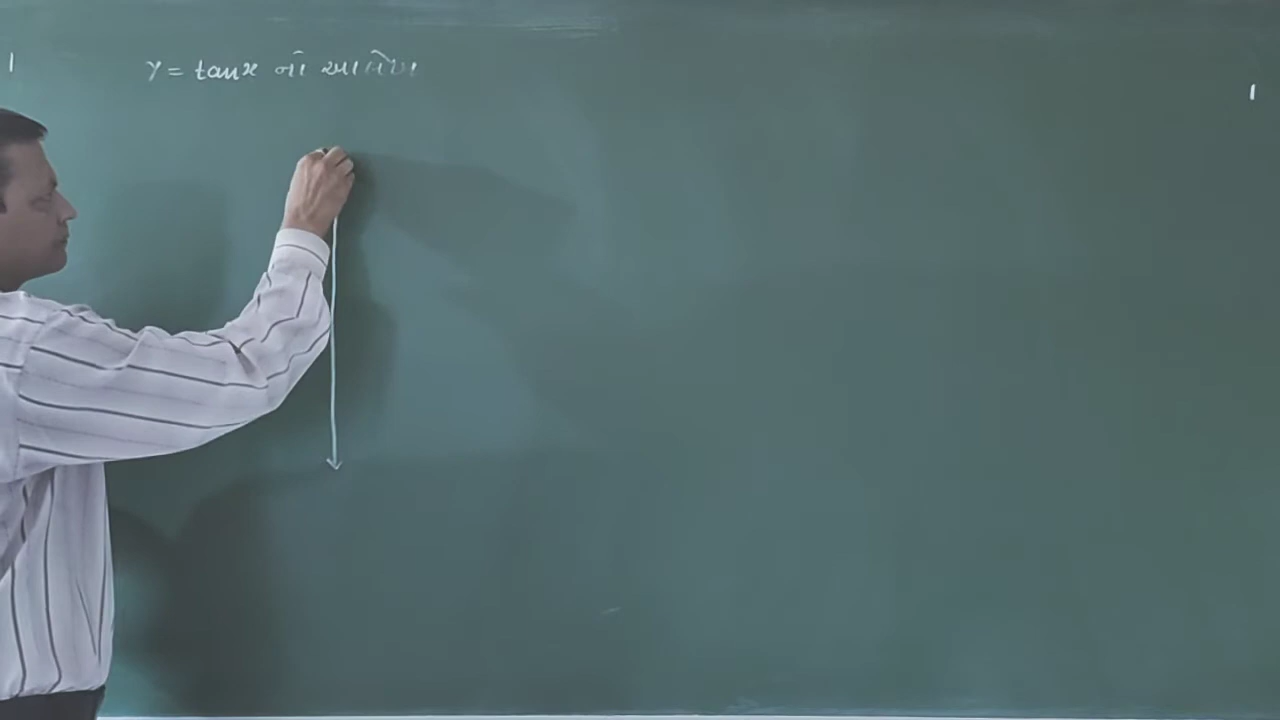 y = tanx નો આલેખ